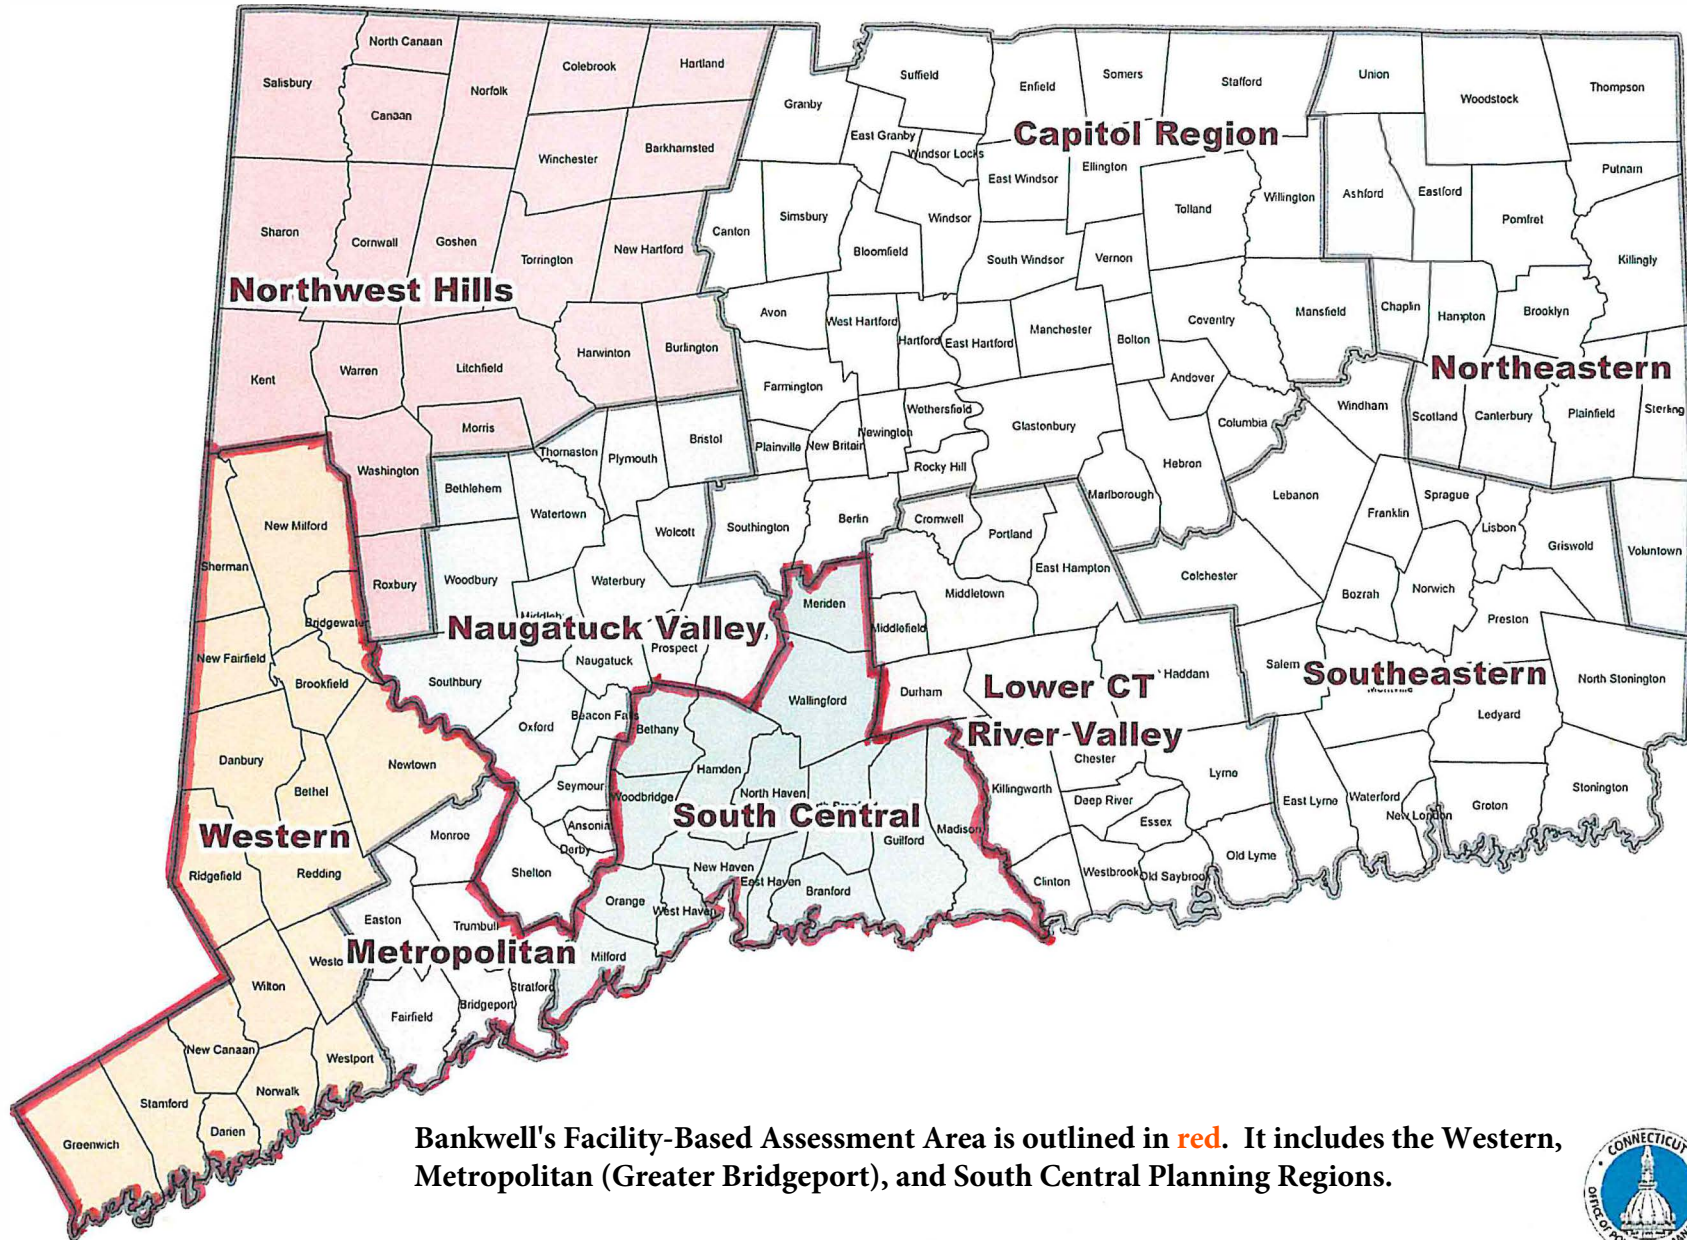 North Canaan
Salisbury
Colebrook
Hartland
Norfolk
Canaan
Suffield
Enfield
Somers
Stafford
Union
Woodstock
Thompson
Granby
East Granby
Capitol Region
Windsor Locks
Winchester
Barkhamsted
East Windsor
Ellington
Willington
Ashford
Eastford
Putnam
Sharon
Cornwall
Goshen
Torrington
New Hartford
Canton
Simsbury
Windsor
Bloomfield
South Windsor
Vernon
Tolland
Pomfret
Killingly
Northwest Hills
Avon
West Hartford
Hartford
East Hartford
Manchester
Bolton
Coventry
Mansfield
Chaplin
Hampton
Brooklyn
Kent
Warren
Litchfield
Harwinton
Burlington
Farmington
Andover
Northeastern
Morris
Wethersfield
Glastonbury
Columbia
Windham
Scotland
Canterbury
Plainfield
Sterling
Washington
Thomaston
Plymouth
Bristol
Plainville
New Britain
Newington
Rocky Hill
Hebron
Bethlehem
Watertown
Wolcott
Southington
Berlin
Cromwell
Portland
Marlborough
Lebanon
Franklin
Sprague
Lisbon
Griswold
Voluntown
New Milford
Sherman
Roxbury
Woodbury
Waterbury
Meriden
Middletown
East Hampton
Colchester
Bozrah
Norwich
Preston
Bridgewat
Middleb
Naugatuck Valley
Prospect
Middlefield
New Fairfield
Brookfield
Southbury
Naugatuck
Wallingford
Durham
Lower CT
River Valley
Haddam
Salem
Southeastern
North Stonington
Oxford
Beacon Falls
Bethany
Ledyard
Danbury
Bethel
Newtown
Seymour
Woodbridge
Hamden
North Haven
South Central
Killingworth
Chester
Deep River
Essex
Lyme
East Lyme
Waterford
New London
Groton
Stonington
Western
Monroe
Ansonia
Derby
Guilford
Madison
Ridgefield
Redding
Shelton
New Haven
East Haven
Branford
Clinton
Westbrook
Old Saybrook
Old Lyme
Easton
Trumbull
Orange
West Haven
Metropolitan
Westo
Milford
Wilton
Stratford
Bridgeport
Fairfield
New Canaan
Westport
Stamford
Norwalk
Darien
Greenwich
Bankwell's Facility-Based Assessment Area is outlined in red. It includes the Western,
Metropolitan (Greater Bridgeport), and South Central Planning Regions.
CONNECTICUT
OFFICE OF